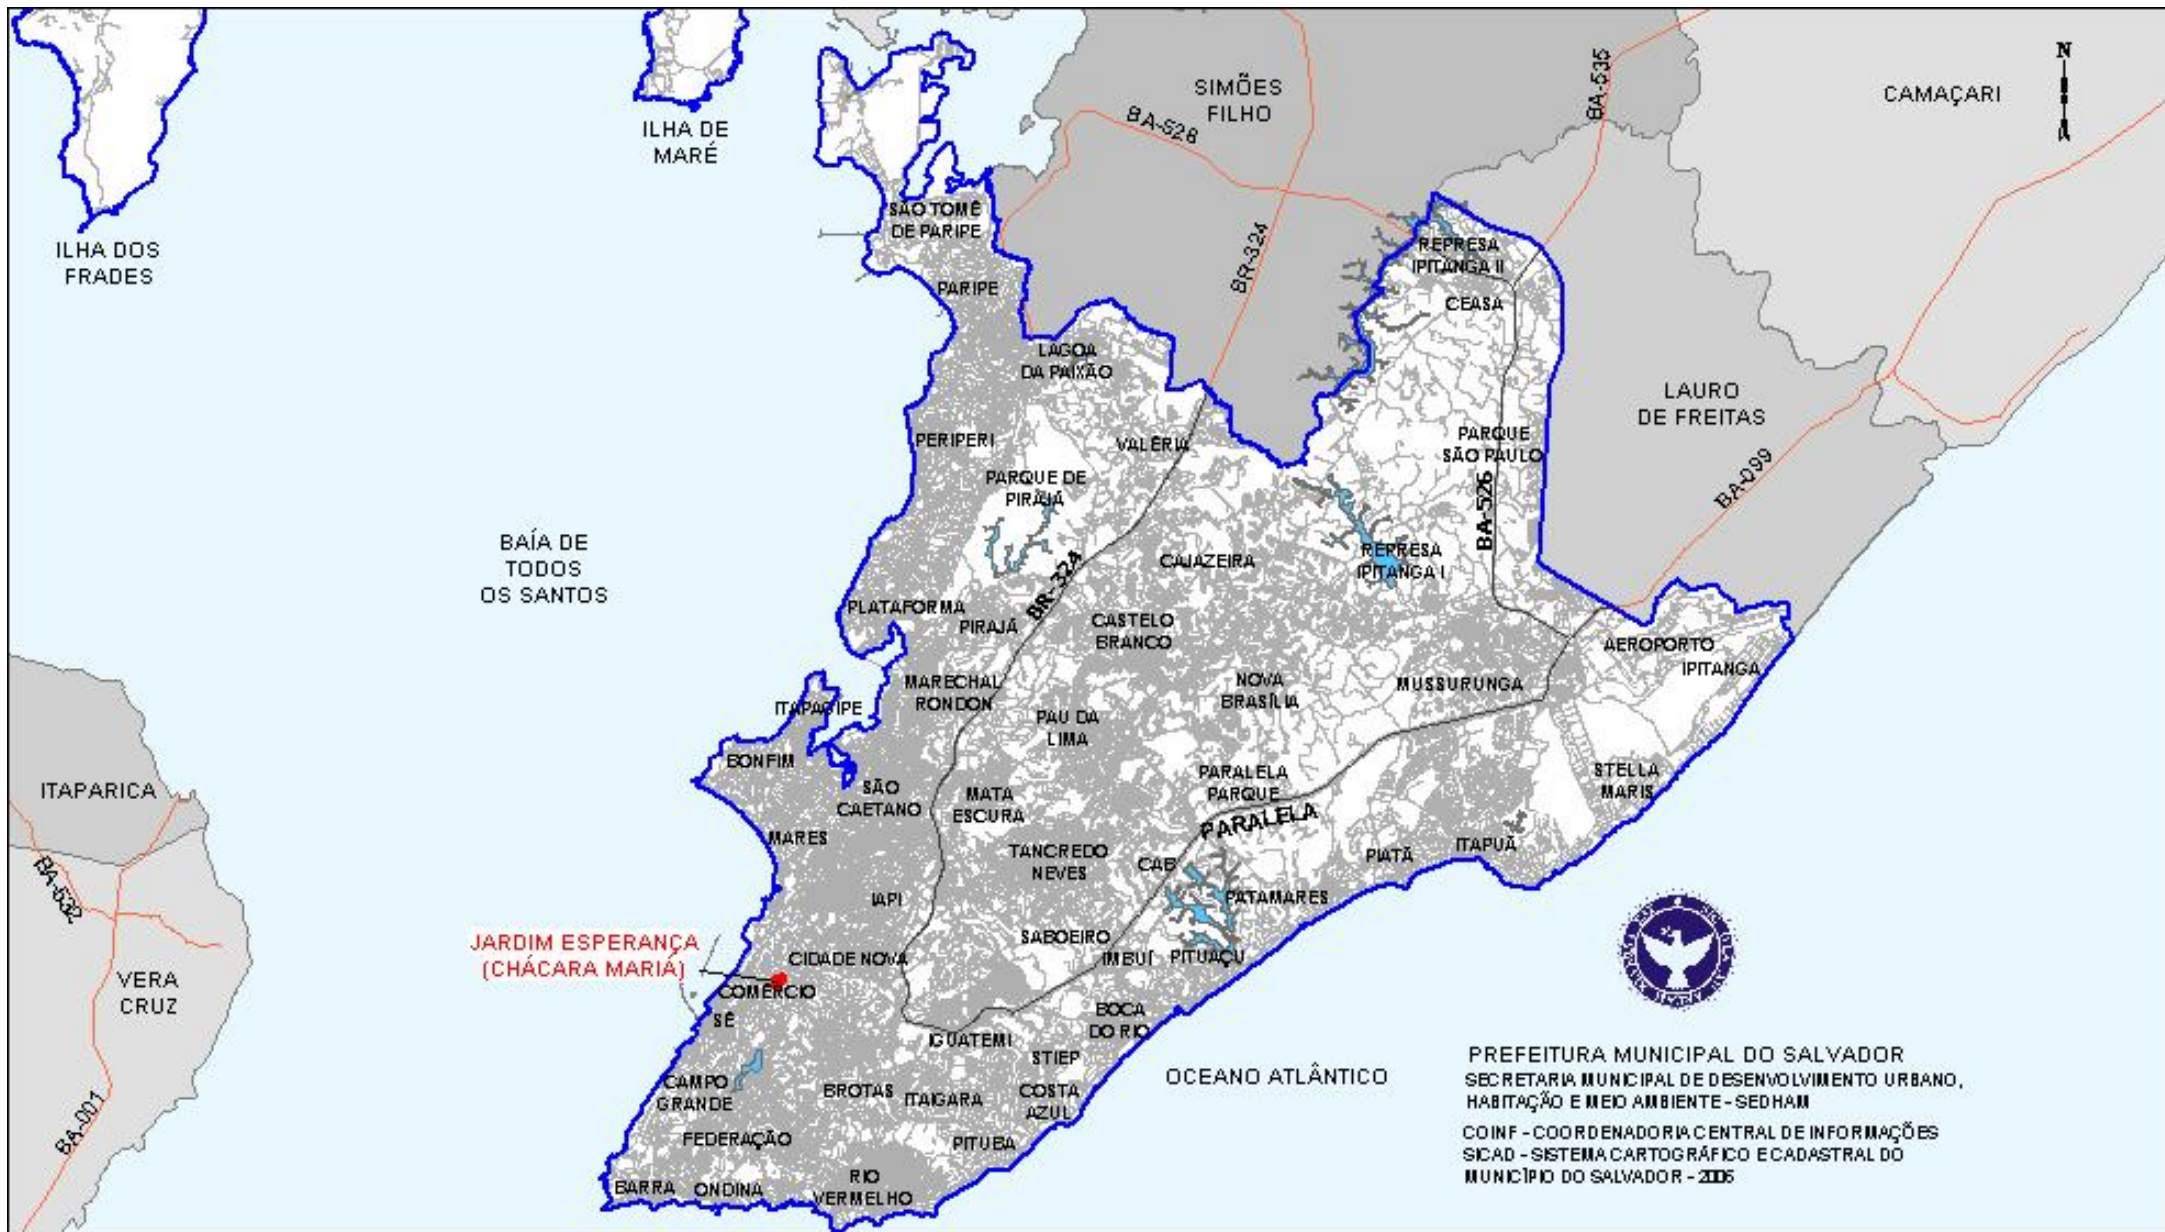 N
SIMÕES
FILHO
BA-535
CAMAÇARI
BA-528
ILHA DE
MARÉ
SÃO TOMÉ
DE PARIPE
ILHA DOS
FRADES
BR-324
REPRESA
IPITANGA II
PARIPE
CEASA
LAGOA
DA PAIXÃO
LAURO
DE FREITAS
PERIPERI
VALÉRIA
PARQUE
SÃO PAULO
PARQUE DE
PIRAJÁ
BA-099
BA-526
BAÍA DE
TODOS
OS SANTOS
CAJAZEIRA
REPRESA
IPITANGA I
BR-324
PLATAFORMA
PIRAJÁ
CASTELO
BRANCO
AEROPORTO
IPITANGA
MARECHAL
RONDON
NOVA
BRASÍLIA
MUSSURUNGA
ITAPAGIPE
PAU DA
LIMA
BONFIM
SÃO
CAETANO
PARALELA
PARQUE
STELLA
MARIS
ITAPARICA
MATA
ESCURA
PARALELA
MARES
TANCREDO
NEVES
CAB
PIATÃ
ITAPUÃ
BA-532
IAPI
PATAMARES
JARDIM ESPERANÇA
(CHÁCARA MARIÁ)
CIDADE NOVA
SABOEIRO
IMBUÍ
PITUAÇU
VERA
CRUZ
COMÉRCIO
SÉ
BOCA
DO RIO
IGUATEMI
STIEP
OCEANO ATLÂNTICO
CAMPO
GRANDE
BROTAS
ITAIGARA
COSTA
AZUL
BA-001
FEDERAÇÃO
PITUBA
BARRA
ONDINA
RIO
VERMELHO
PREFEITURA MUNICIPAL DO SALVADOR
SECRETARIA MUNICIPAL DE DESENVOLVIMENTO URBANO,
HABITAÇÃO E MEIO AMBIENTE - SEDHAM
COINF - COORDENADORIA CENTRAL DE INFORMAÇÕES
SICAD - SISTEMA CARTOGRÁFICO E CADASTRAL DO
MUNICÍPIO DO SALVADOR - 2006